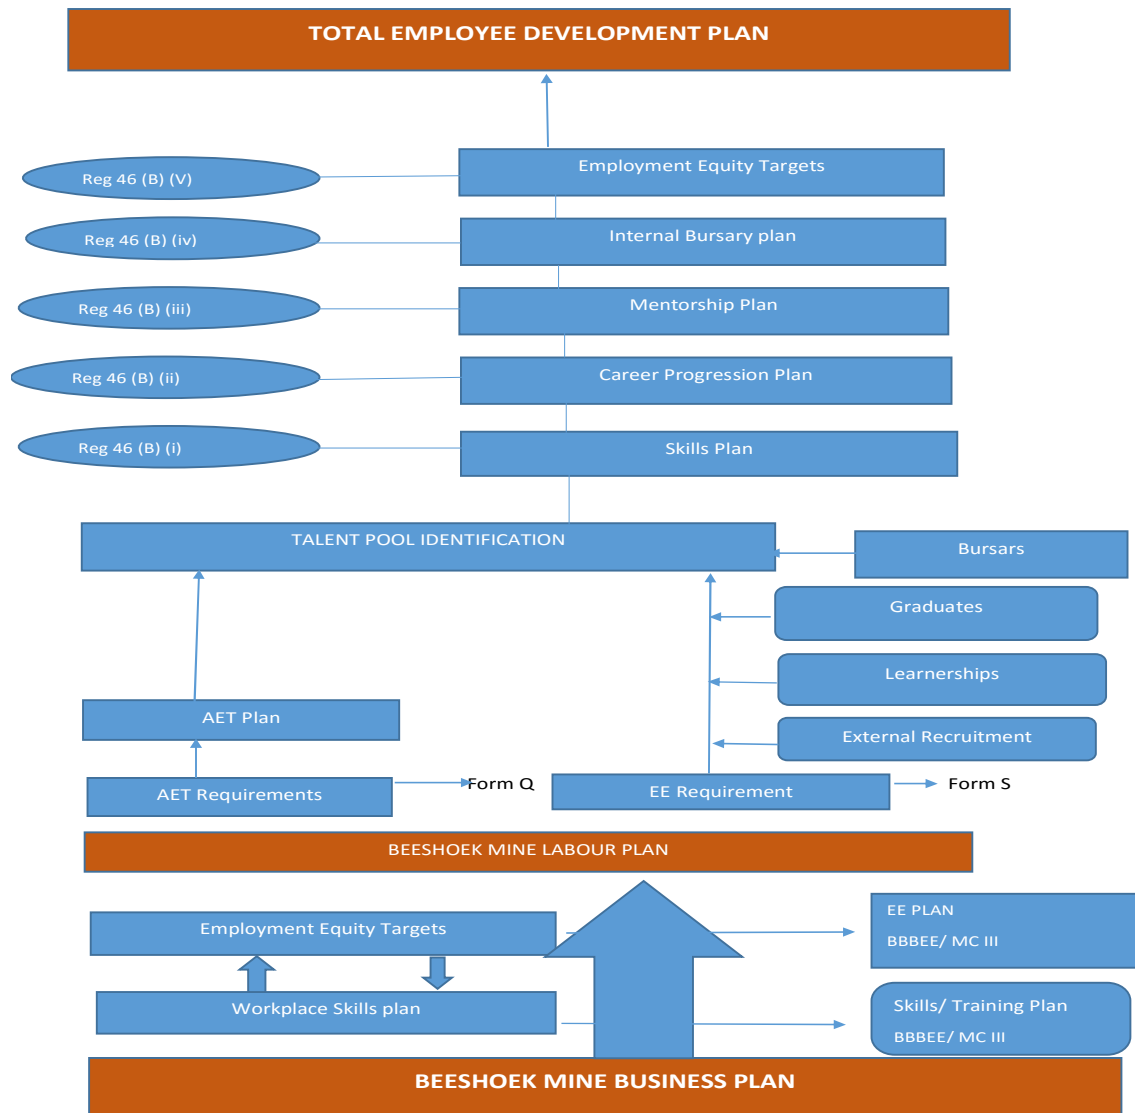 TOTAL EMPLOYEE DEVELOPMENT PLAN
Employment Equity Targets
Reg 46 (B) (V)
Internal Bursary plan
Reg 46 (B) (iv)
Mentorship Plan
Reg 46 (B) (iii)
Career Progression Plan
Reg 46 (B) (ii)
Skills Plan
Reg 46 (B) (i)
TALENT POOL IDENTIFICATION
Bursars
Graduates
Learnerships
AET Plan
External Recruitment
AET Requirements
Form Q
EE Requirement
Form S
BEESHOEK MINE LABOUR PLAN
Employment Equity Targets
EE PLAN
BBBEE/ MC III
Workplace Skills plan
Skills/ Training Plan
BBBEE/ MC III
BEESHOEK MINE BUSINESS PLAN